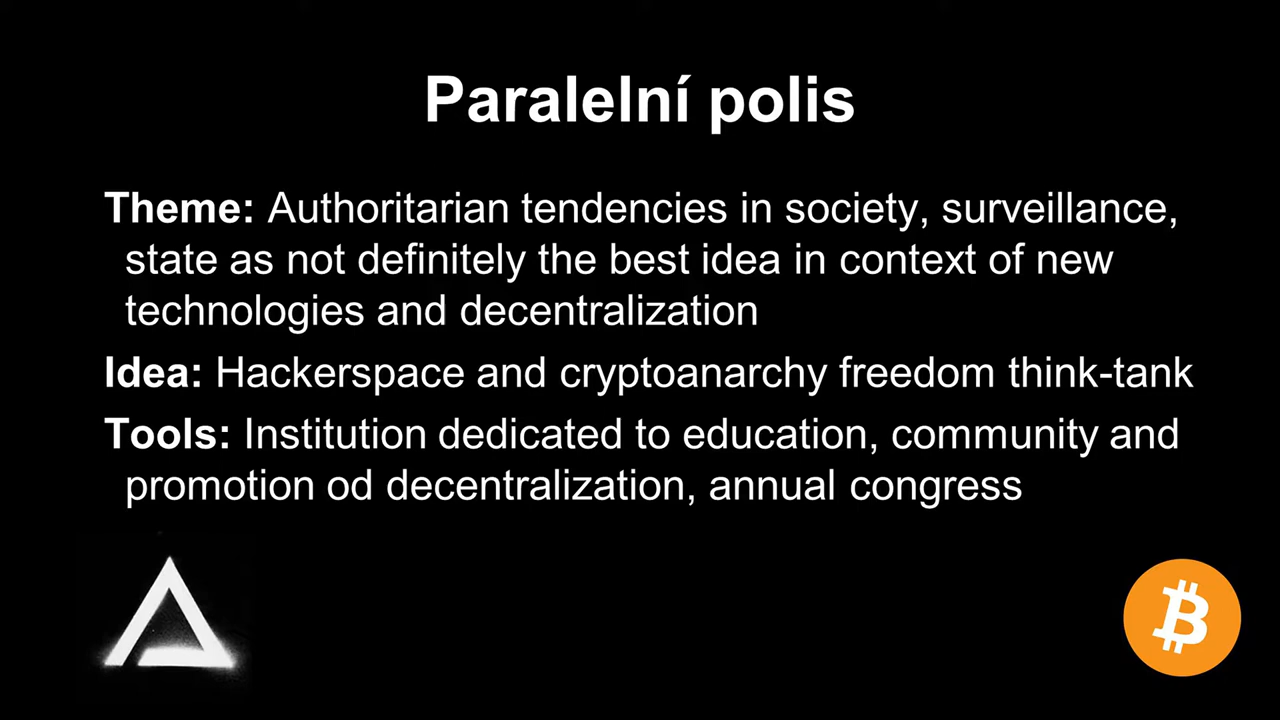 Paralelní polis
Theme: Authoritarian tendencies in society, surveillance,
state as not definitely the best idea in context of new
technologies and decentralization
Idea: Hackerspace and cryptoanarchy freedom think-tank
Tools: Institution dedicated to education, community and
promotion od decentralization, annual congress